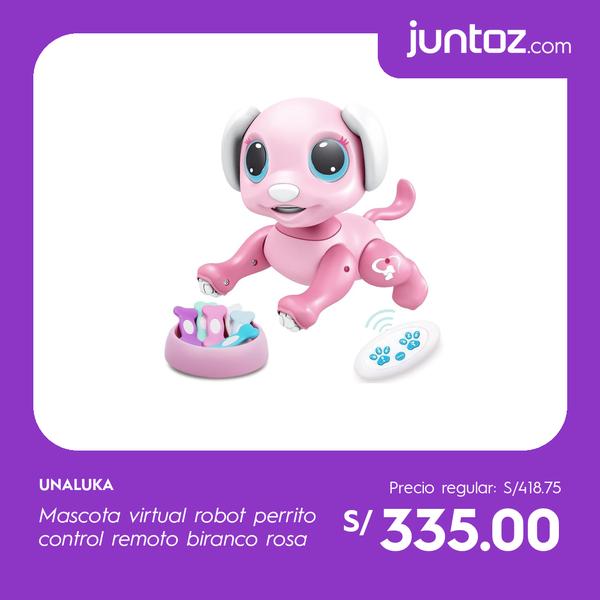 juntoz.com
UNALUKA
Mascota virtual robot perrito
control remoto biranco rosa
Precio regular: S/418.75
S/ 335.00